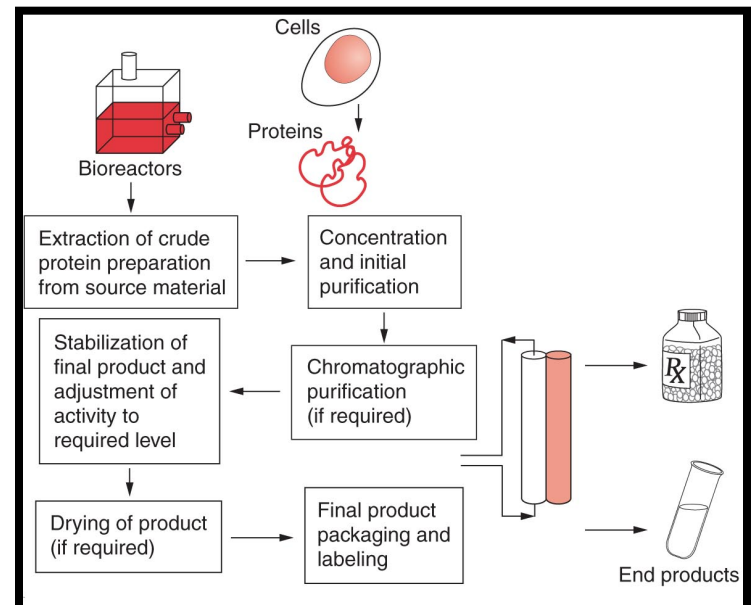 Cells
Proteins
Bioreactors
Extraction of crude
protein preparation
from source material
Concentration
and initial
purification
Stabilization of
final product and
adjustment of
activity to
required level
Chromatographic
purification
(if required)
Rx
Drying of product
(if required)
Final product
packaging and
labeling
End products